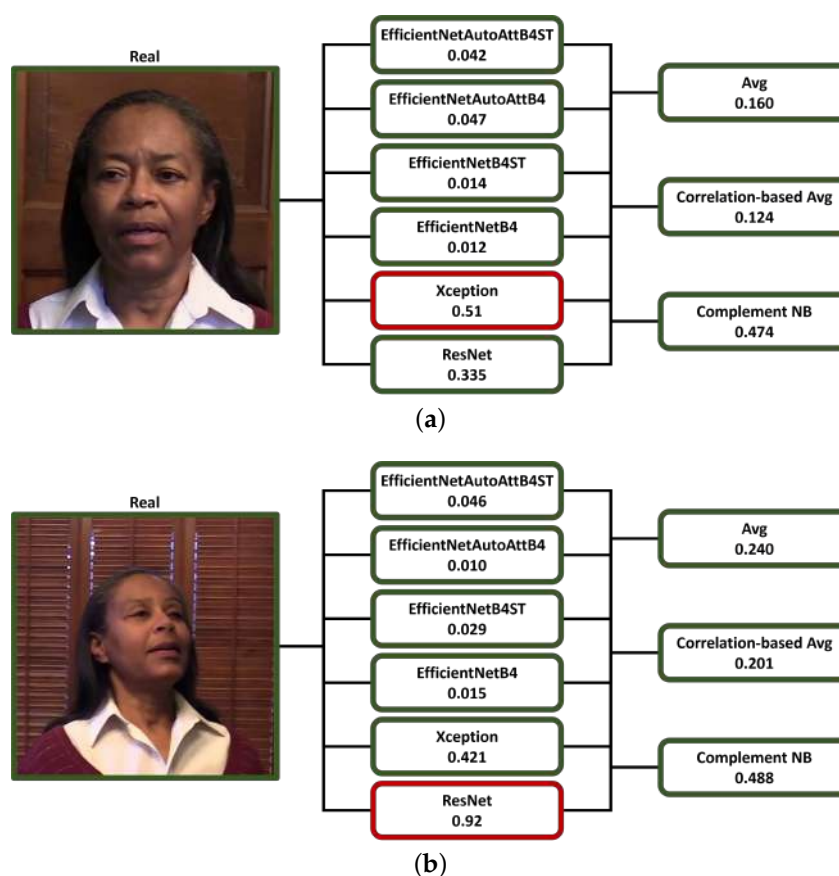 Real
EfficientNetAutoAttB4ST
0.042
EfficientNetAutoAttB4
0.047
EfficientNetB4ST
0.014
EfficientNetB4
0.012
Xception
0.51
ResNet
0.335
Avg
0.160
Correlation-based Avg
0.124
Complement NB
0.474
(a)
Real
EfficientNetAutoAttB4ST
0.046
EfficientNetAutoAttB4
0.010
EfficientNetB4ST
0.029
EfficientNetB4
0.015
Xception
0.421
ResNet
0.92
Avg
0.240
Correlation-based Avg
0.201
Complement NB
0.488
(b)